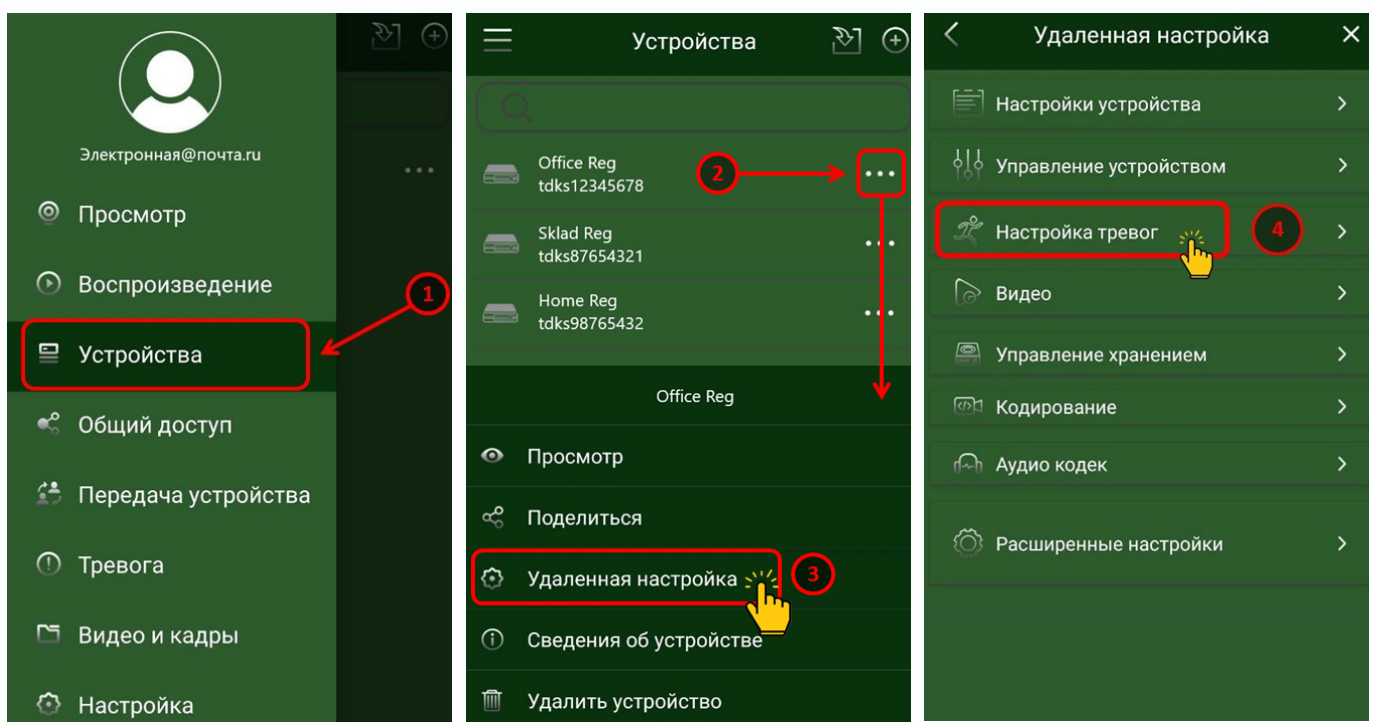 Электронная@почта.ru
Просмотр
Воспроизведение
1
Устройства
Общий доступ
Передача устройства
Тревога
Видео и кадры
Настройка
Устройства
Office Reg
tdks12345678
2
Sklad Reg
tdks87654321
Home Reg
tdks98765432
Office Reg
Просмотр
Поделиться
Удаленная настройка
3
Сведения об устройстве
Удалить устройство
Удаленная настройка
Настройки устройства
Управление устройством
Настройка тревог
4
Видео
Управление хранением
Кодирование
Аудио кодек
Расширенные настройки